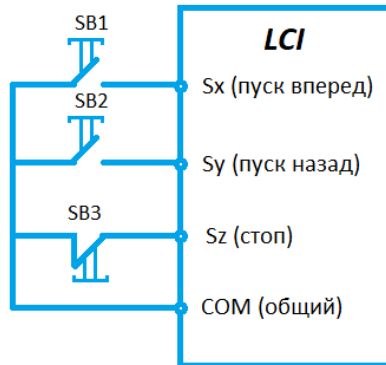 SB1
LCI
Sx (пуск вперед)
SB2
Sy (пуск назад)
SB3
Sz (стоп)
COM (общий)